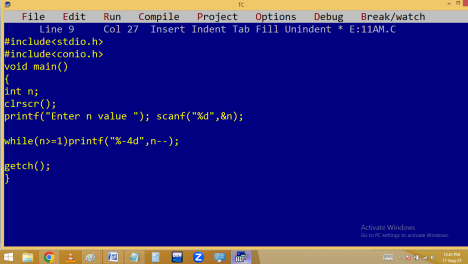 TC
File Edit Run Compile Project Options Debug Break/watch
Line 9 Col 27 Insert Indent Tab Fill Unindent * E:11AM.C
#include<stdio.h>
#include<conio.h>
void main()
{
int n;
clrscr();
printf("Enter n value "); scanf("%d",&n);
while(n>=1)printf("%-4d",n--);
getch();
}
Activate Windows
Go to PC settings to activate Windows.